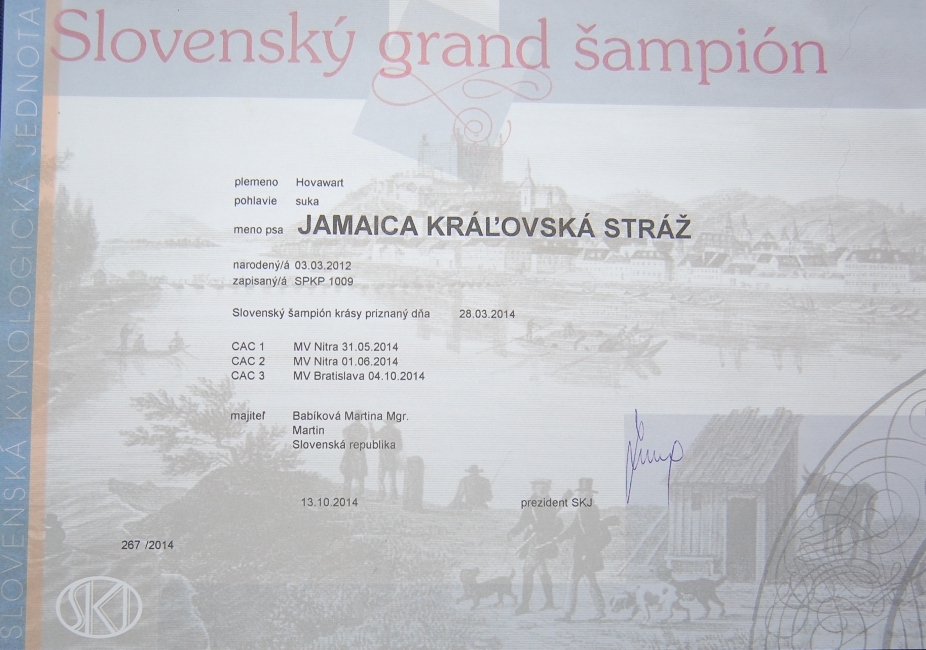 Slovenský grand šampión
SLOVENSKÁ KYNOLOGICKÁ JEDNOTA
plemeno Hovawart
pohlavie suka
meno psa JAMAICA KRÁĽOVSKÁ STRÁŽ
narodený/á 03.03.2012
zapisaný/á SPKP 1009
Slovenský šampión krásy priznaný dňa 28.03.2014
CAC 1 MV Nitra 31.05.2014
CAC 2 MV Nitra 01.06.2014
CAC 3 MV Bratislava 04.10.2014
majiteľ Babíková Martina Mgr.
Martin
Slovenská republika
13.10.2014 prezident SKJ
267 /2014
SKJ